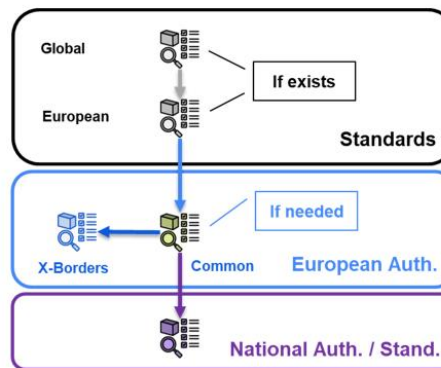 Global
If exists
European
Standards
If needed
X-Borders
Common
European Auth.
National Auth. / Stand.